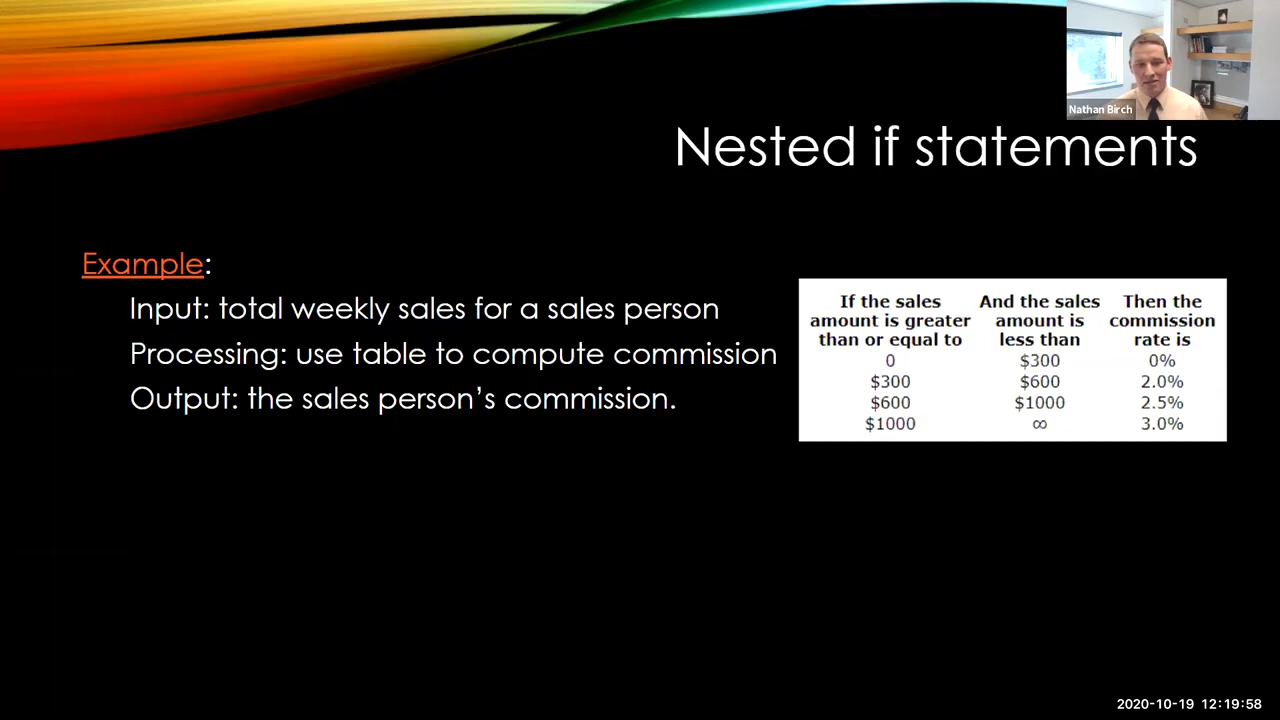 Nathan Birch
Nested if statements
Example:
Input: total weekly sales for a sales person
Processing: use table to compute commission
Output: the sales person’s commission.
If the sales And the sales Then the
amount is greater amount is commission
than or equal to less than rate is
0 $300 0%
$300 $600 2.0%
$600 $1000 2.5%
$1000 ∞ 3.0%
2020-10-19 12:19:58